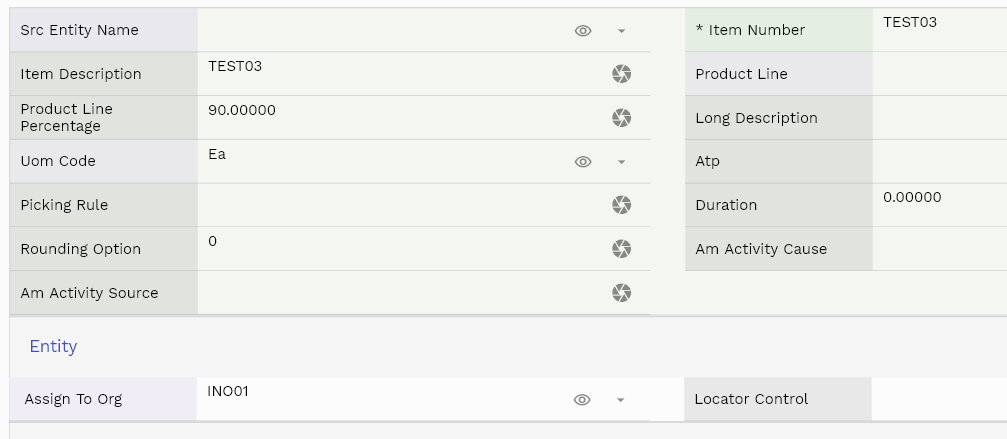 Src Entity Name
* Item Number TEST03
Item Description TEST03
Product Line
Product Line Percentage 90.00000
Long Description
Uom Code Ea
Atp
Picking Rule
Duration 0.00000
Rounding Option 0
Am Activity Cause
Am Activity Source
Entity
Assign To Org INO01
Locator Control